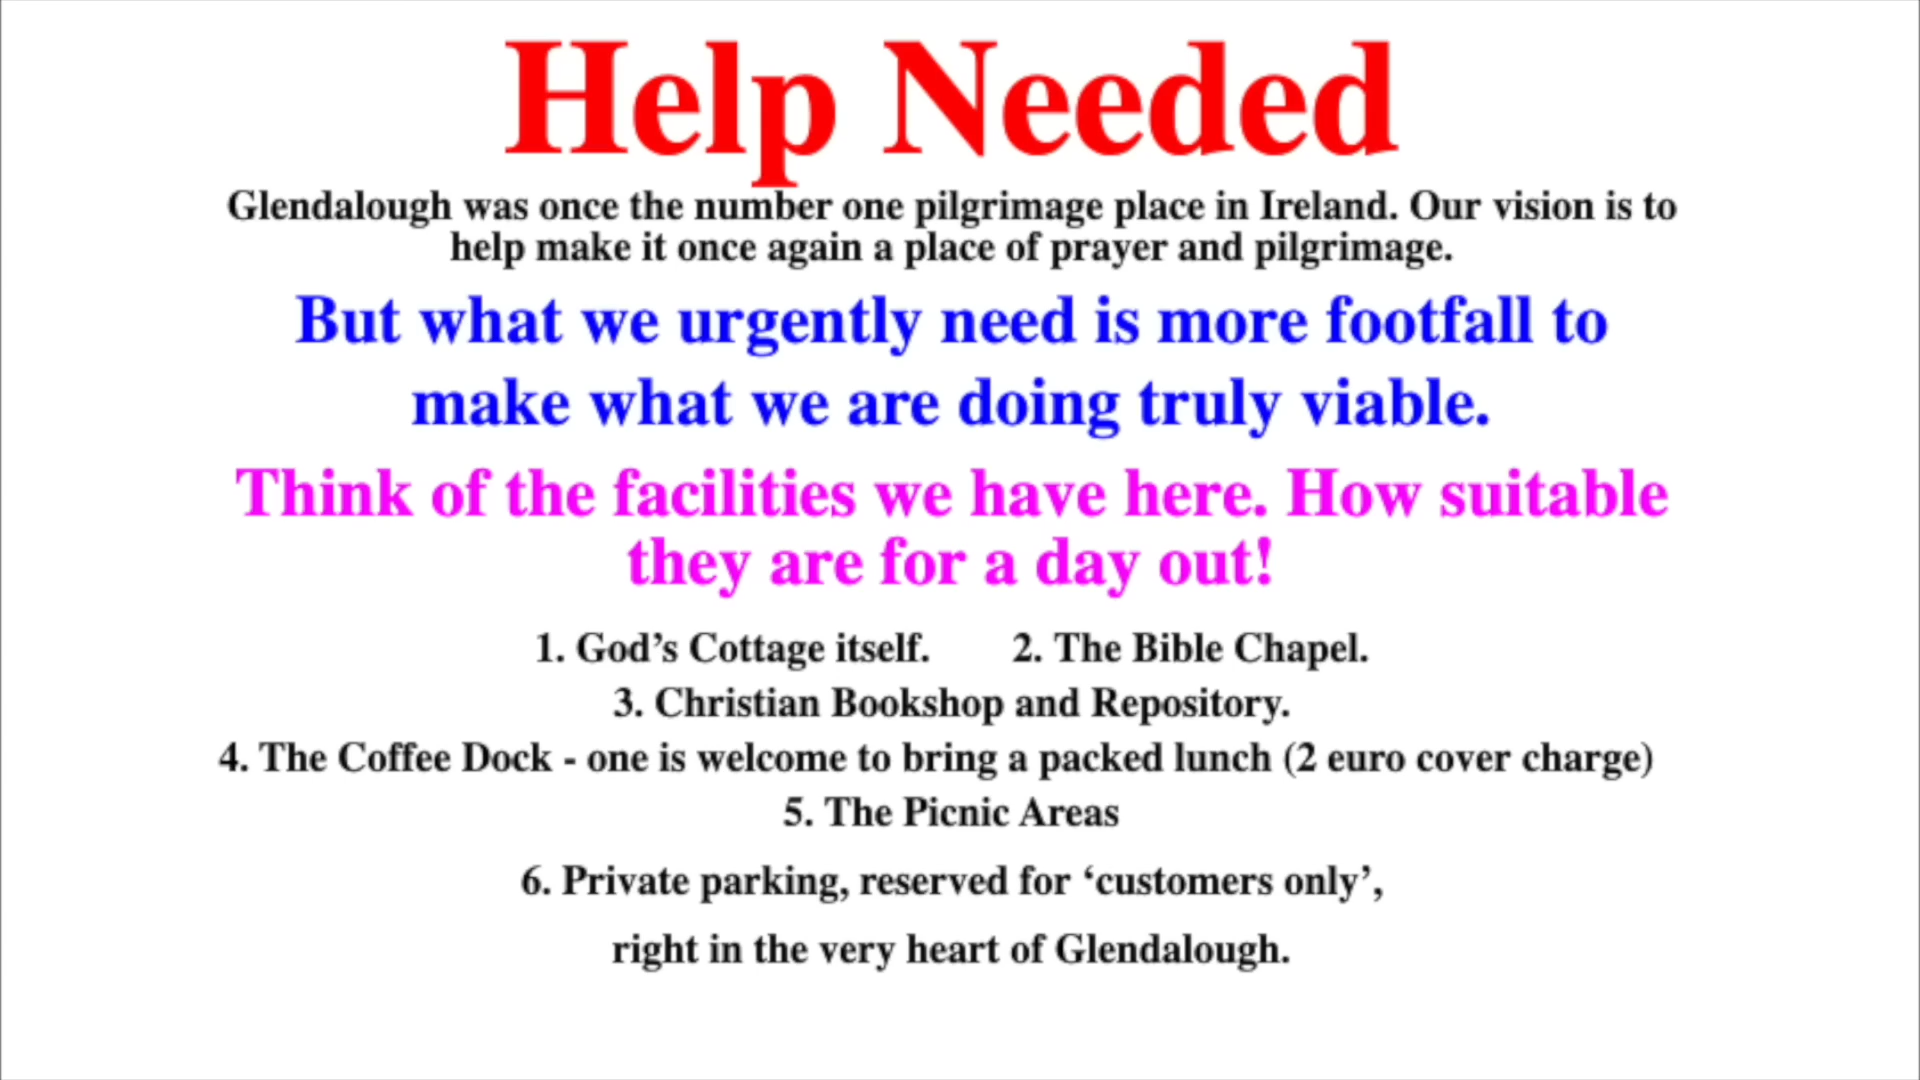 Help Needed
Glendalough was once the number one pilgrimage place in Ireland. Our vision is to
help make it once again a place of prayer and pilgrimage.
But what we urgently need is more footfall to
make what we are doing truly viable.
Think of the facilities we have here. How suitable
they are for a day out!
1. God’s Cottage itself. 2. The Bible Chapel.
3. Christian Bookshop and Repository.
4. The Coffee Dock - one is welcome to bring a packed lunch (2 euro cover charge)
5. The Picnic Areas
6. Private parking, reserved for ‘customers only’,
right in the very heart of Glendalough.